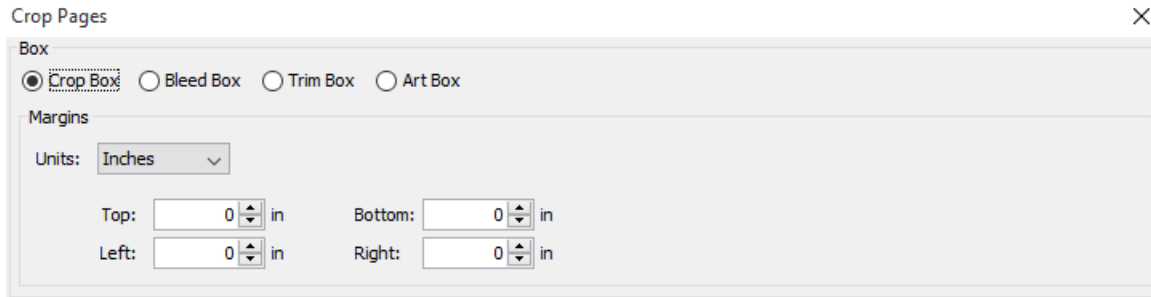 Crop Pages
Box
Crop Box Bleed Box Trim Box Art Box
Margins
Units: Inches
Top: 0 in Bottom: 0 in
Left: 0 in Right: 0 in